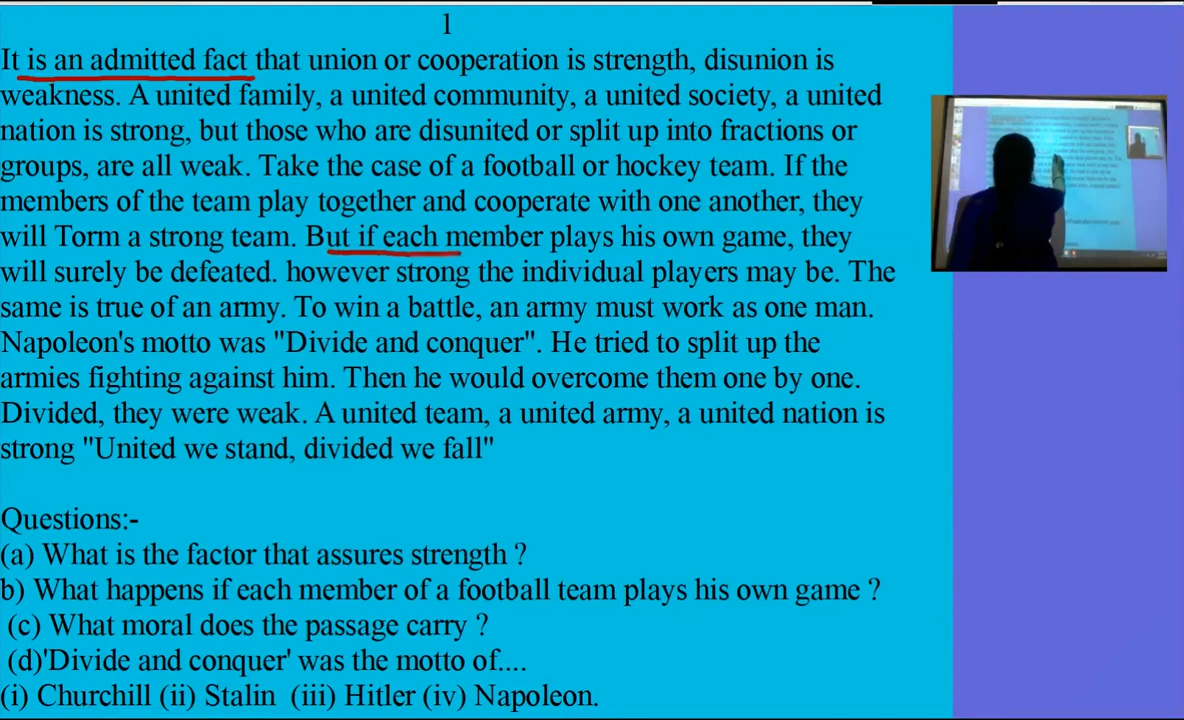 1
It is an admitted fact that union or cooperation is strength, disunion is
weakness. A united family, a united community, a united society, a united
nation is strong, but those who are disunited or split up into fractions or
groups, are all weak. Take the case of a football or hockey team. If the
members of the team play together and cooperate with one another, they
will Torm a strong team. But if each member plays his own game, they
will surely be defeated. however strong the individual players may be. The
same is true of an army. To win a battle, an army must work as one man.
Napoleon's motto was "Divide and conquer". He tried to split up the
armies fighting against him. Then he would overcome them one by one.
Divided, they were weak. A united team, a united army, a united nation is
strong "United we stand, divided we fall"
Questions:-
(a) What is the factor that assures strength ?
b) What happens if each member of a football team plays his own game ?
(c) What moral does the passage carry ?
(d)'Divide and conquer' was the motto of....
(i) Churchill (ii) Stalin (iii) Hitler (iv) Napoleon.